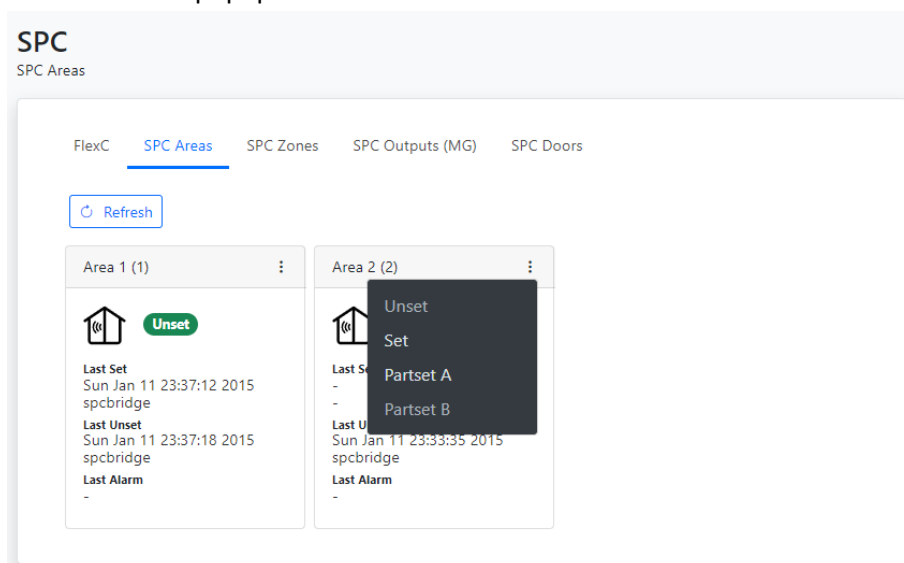 SPC
SPC Areas
FlexC SPC Areas SPC Zones SPC Outputs (MG) SPC Doors
Refresh
Area 1 (1)
Unset
Last Set
Sun Jan 11 23:37:12 2015
spcbridge
Last Unset
Sun Jan 11 23:37:18 2015
spcbridge
Last Alarm
-
Area 2 (2)
Unset
Set
Partset A
Partset B
Last S
-
-
Last U
Sun Jan 11 23:33:35 2015
spcbridge
Last Alarm
-